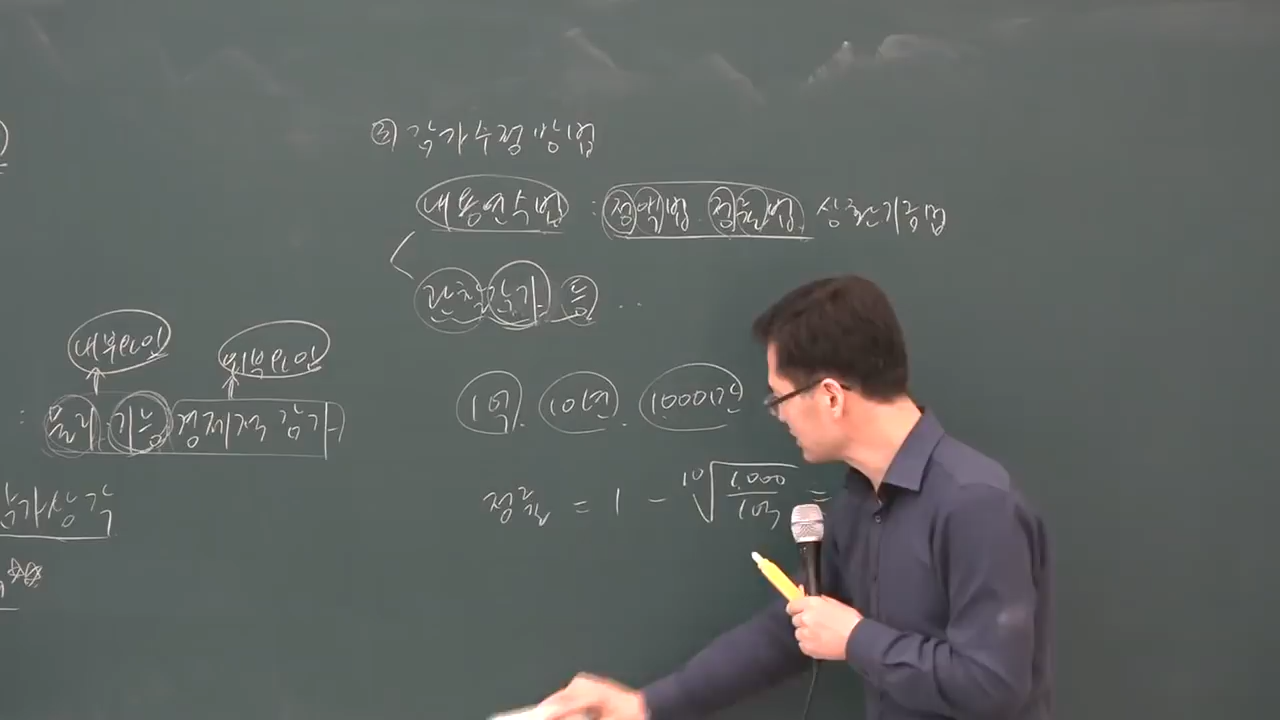 ③ 감가수정 방법
내용연수법 : 정액법. 정률법. 상환기금법
관찰감가 등 ..
내부요인 외부요인
: 물리. 기능 경제적 감가
1억. 10년. 1000만
정률 = 1 - ¹⁰√(1,000/1억) =
감가상각